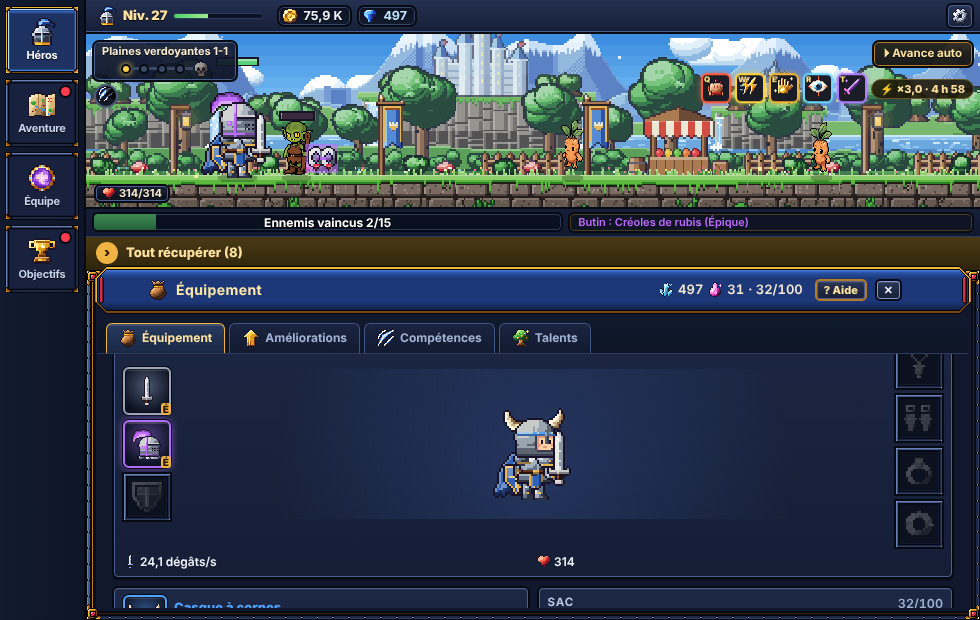 Niv. 27
75,9 K
497
Héros
Aventure
Équipe
Objectifs
Plaines verdoyantes 1-1
Avance auto
Q
W
E
R
T
×3,0 · 4 h 58
314/314
Ennemis vaincus 2/15
Butin : Créoles de rubis (Épique)
Tout récupérer (8)
Équipement
497
31 · 32/100
? Aide
×
Équipement
Améliorations
Compétences
Talents
É
É
24,1 dégâts/s
314
Casque à cornes
SAC
32/100